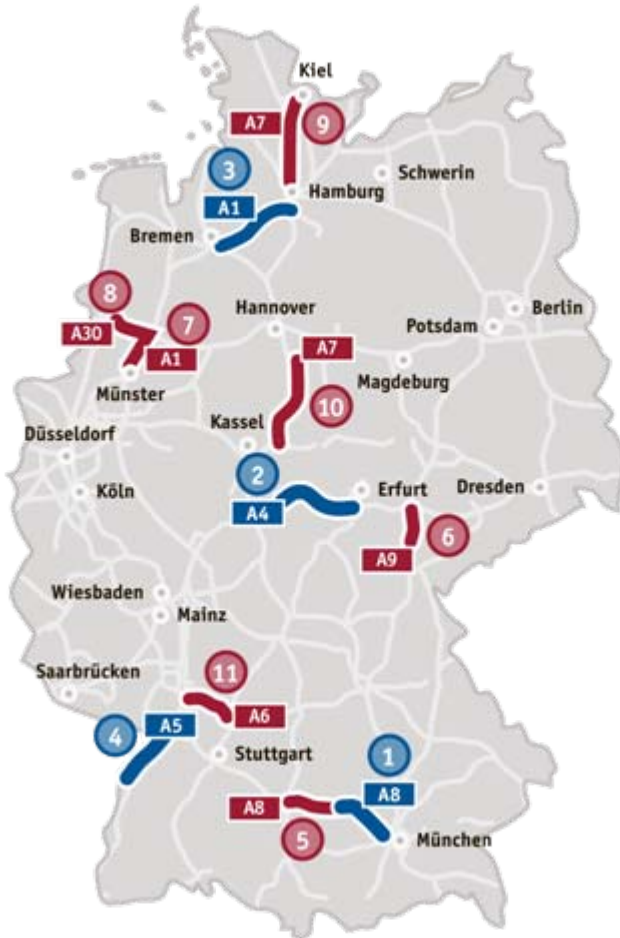 Kiel
A7
9
3
Schwerin
A1
Hamburg
Bremen
8
7
Hannover
Berlin
A30
A1
Potsdam
A7
Münster
Magdeburg
10
Kassel
Düsseldorf
2
Köln
A4
Erfurt
Dresden
6
A9
Wiesbaden
Mainz
Saarbrücken
11
A5
A6
4
Stuttgart
1
A8
A8
5
München